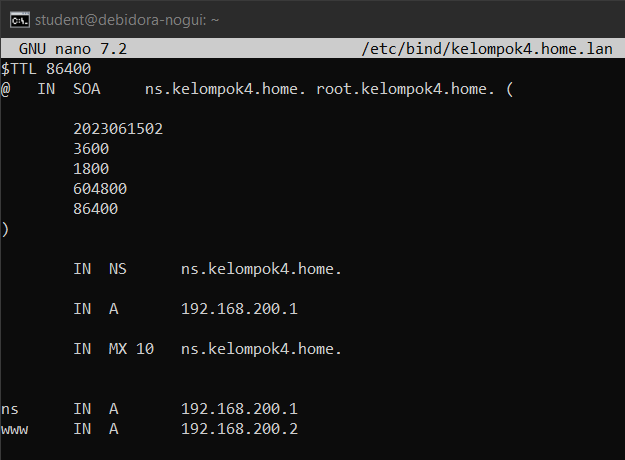 student@debidora-nogui: ~
GNU nano 7.2 /etc/bind/kelompok4.home.lan
$TTL 86400
@ IN SOA ns.kelompok4.home. root.kelompok4.home. (
2023061502
3600
1800
604800
86400
)
IN NS ns.kelompok4.home.
IN A 192.168.200.1
IN MX 10 ns.kelompok4.home.
ns IN A 192.168.200.1
www IN A 192.168.200.2